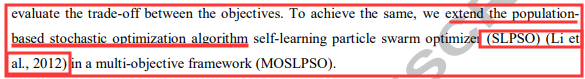 evaluate the trade-off between the objectives. To achieve the same, we extend the population-
based stochastic optimization algorithm self-learning particle swarm optimizer (SLPSO) (Li et
al., 2012) in a multi-objective framework (MOSLPSO).